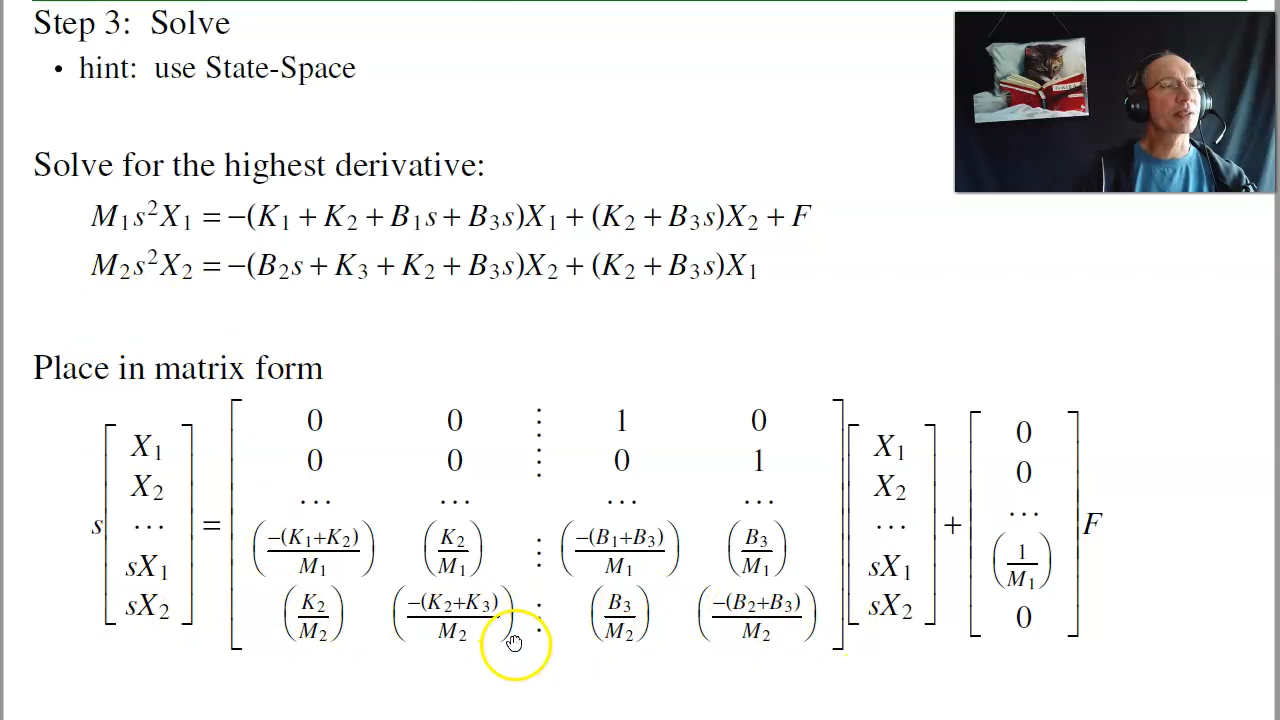 Step 3: Solve
• hint: use State-Space
Solve for the highest derivative:
M₁s²X₁ = −(K₁ + K₂ + B₁s + B₃s)X₁ + (K₂ + B₃s)X₂ + F
M₂s²X₂ = −(B₂s + K₃ + K₂ + B₃s)X₂ + (K₂ + B₃s)X₁
Place in matrix form
s[X₁; X₂; ⋯; sX₁; sX₂] = [0 0 ⋮ 1 0; 0 0 ⋮ 0 1; ⋯ ⋯ ⋯ ⋯; (−(K₁+K₂)/M₁) (K₂/M₁) ⋮ (−(B₁+B₃)/M₁) (B₃/M₁); (K₂/M₂) (−(K₂+K₃)/M₂) ⋮ (B₃/M₂) (−(B₂+B₃)/M₂)][X₁; X₂; ⋯; sX₁; sX₂] + [0; 0; ⋯; (1/M₁); 0]F